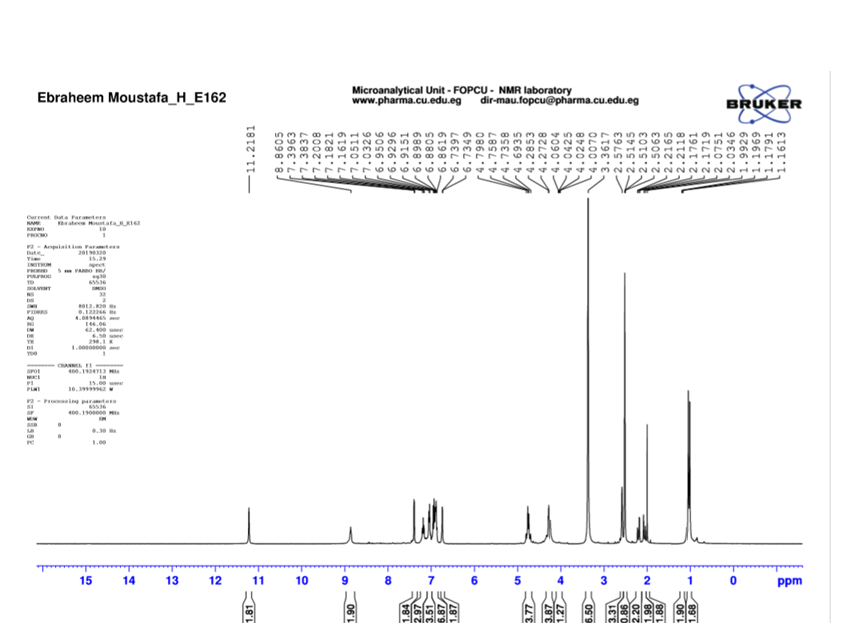 Ebraheem Moustafa_H_E162
Microanalytical Unit - FOPCU - NMR laboratory
www.pharma.cu.edu.eg dir-mau.fopcu@pharma.cu.edu.eg
BRUKER
11.2181
8.8605
7.3963
7.3837
7.2008
7.1821
7.1619
7.0511
7.0326
6.9506
6.9296
6.9151
6.8989
6.8805
6.8619
6.7397
6.7349
4.7980
4.7587
4.7358
4.6935
4.2853
4.2728
4.0604
4.0425
4.0248
4.0070
3.3617
2.5763
2.5145
2.5103
2.5063
2.2165
2.2118
2.1761
2.1719
2.0751
2.0346
1.9929
1.1969
1.1791
1.1613
Current Data Parameters
NAME Ebraheem Moustafa_H_E162
EXPNO 10
PROCNO 1
F2 - Acquisition Parameters
Date_ 20190320
Time 15.29
INSTRUM spect
PROBHD 5 mm PABBO BB/
PULPROG zg30
TD 65536
SOLVENT DMSO
NS 32
DS 2
SWH 8012.820 Hz
FIDRES 0.122266 Hz
AQ 4.0894465 sec
RG 146.06
DW 62.400 usec
DE 6.50 usec
TE 298.1 K
D1 1.00000000 sec
TD0 1
CHANNEL f1
SFO1 400.1924713 MHz
NUC1 1H
P1 15.00 usec
PLW1 10.39999962 W
F2 - Processing parameters
SI 65536
SF 400.1900000 MHz
WDW EM
SSB 0
LB 0.30 Hz
GB 0
PC 1.00
15 14 13 12 11 10 9 8 7 6 5 4 3 2 1 0 ppm
1.81
1.90
1.84
2.97
3.51
6.87
1.87
3.77
3.87
1.27
6.50
3.31
0.86
2.20
1.98
1.88
1.90
1.68